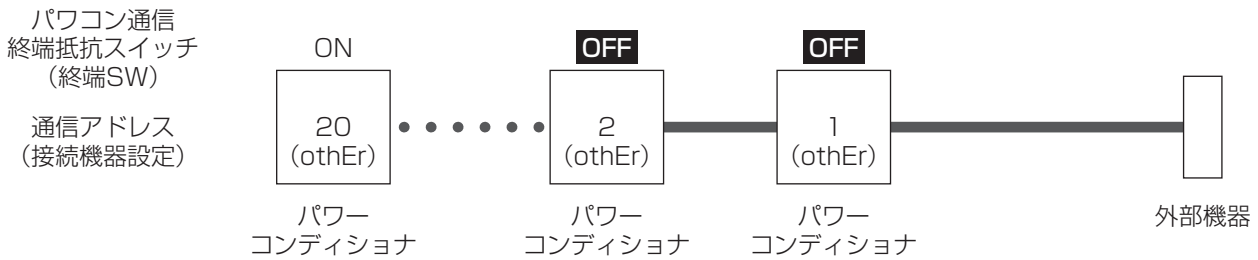 パワコン通信
終端抵抗スイッチ
（終端SW）
ON
OFF
OFF
通信アドレス
（接続機器設定）
20
（othEr）
2
（othEr）
1
（othEr）
パワー
コンディショナ
パワー
コンディショナ
パワー
コンディショナ
外部機器